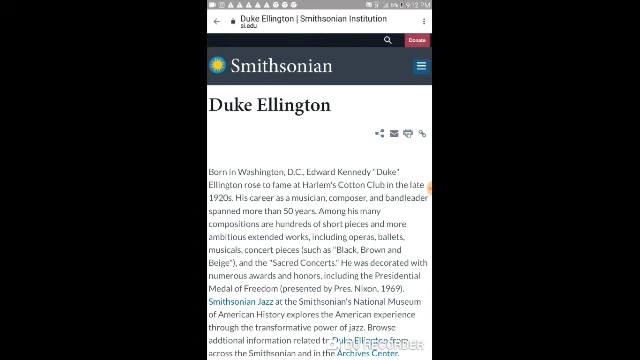 9:12 PM
Duke Ellington | Smithsonian Institution
si.edu
Donate
Smithsonian
Duke Ellington
Born in Washington, D.C., Edward Kennedy "Duke"
Ellington rose to fame at Harlem's Cotton Club in the late
1920s. His career as a musician, composer, and bandleader
spanned more than 50 years. Among his many
compositions are hundreds of short pieces and more
ambitious extended works, including operas, ballets,
musicals, concert pieces (such as "Black, Brown and
Beige"), and the "Sacred Concerts." He was decorated with
numerous awards and honors, including the Presidential
Medal of Freedom (presented by Pres. Nixon, 1969).
Smithsonian Jazz at the Smithsonian's National Museum
of American History explores the American experience
through the transformative power of jazz. Browse
addtional information related to Duke Ellington from
across the Smithsonian and in the Archives Center.
RECORDER